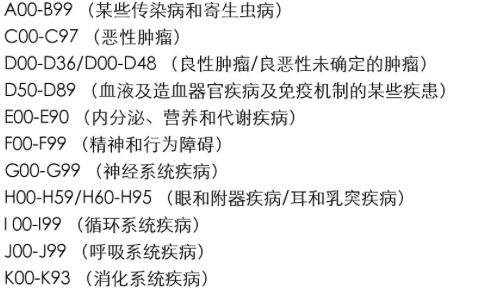 A00-B99 （某些传染病和寄生虫病）
C00-C97 （恶性肿瘤）
D00-D36/D00-D48 （良性肿瘤/良恶性未确定的肿瘤）
D50-D89 （血液及造血器官疾病及免疫机制的某些疾患）
E00-E90 （内分泌、营养和代谢疾病）
F00-F99 （精神和行为障碍）
G00-G99 （神经系统疾病）
H00-H59/H60-H95 （眼和附器疾病/耳和乳突疾病）
I 00-I99 （循环系统疾病）
J00-J99 （呼吸系统疾病）
K00-K93 （消化系统疾病）